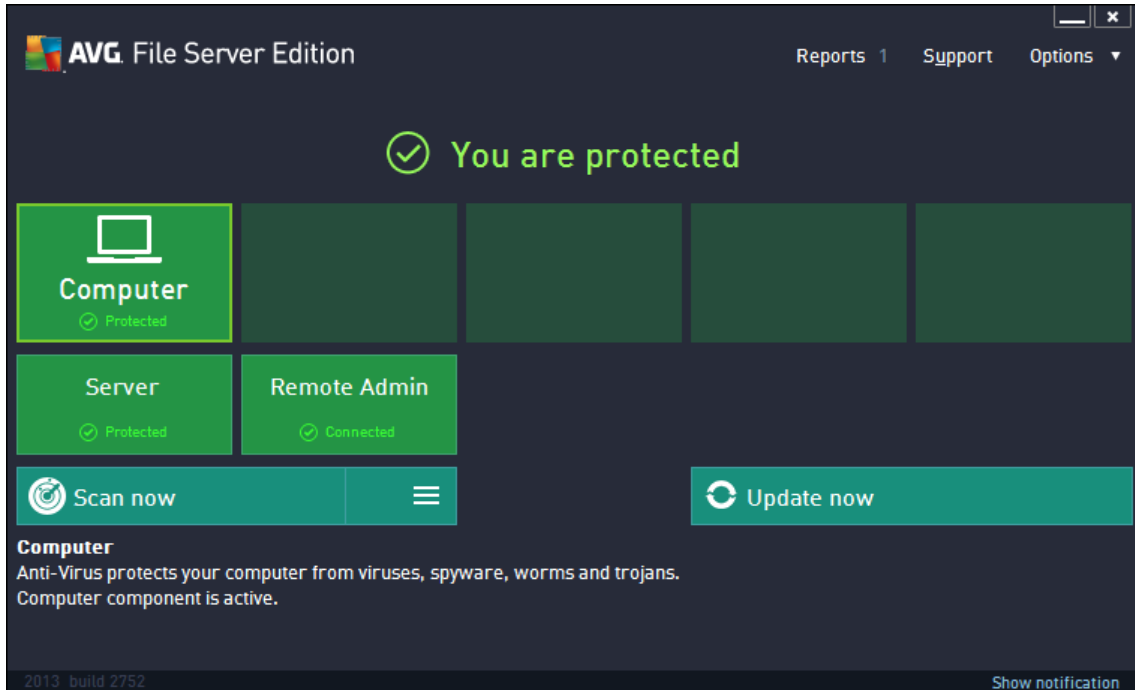 AVG. File Server Edition
Reports 1 Support Options
You are protected
Computer
Protected
Server
Protected
Remote Admin
Connected
Scan now
Update now
Computer
Anti-Virus protects your computer from viruses, spyware, worms and trojans.
Computer component is active.
2013 build 2752
Show notification